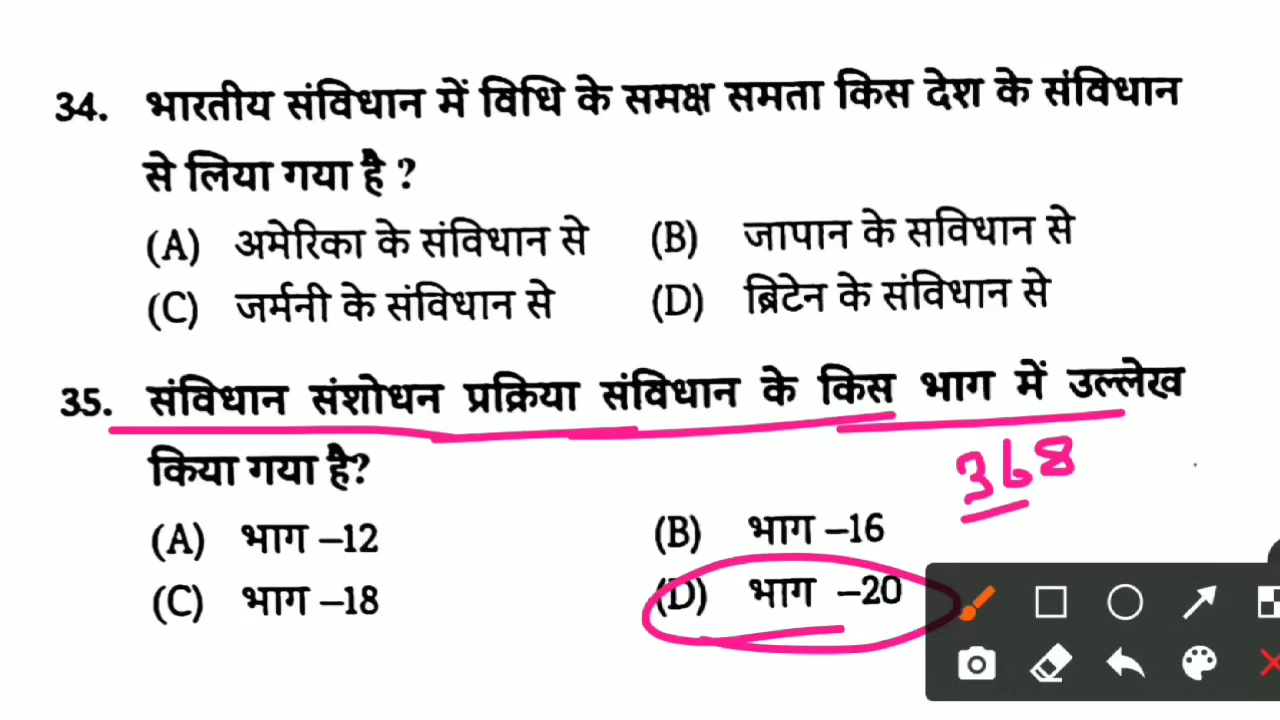 34. भारतीय संविधान में विधि के समक्ष समता किस देश के संविधान
से लिया गया है ?
(A) अमेरिका के संविधान से (B) जापान के सविधान से
(C) जर्मनी के संविधान से (D) ब्रिटेन के संविधान से
35. संविधान संशोधन प्रक्रिया संविधान के किस भाग में उल्लेख
किया गया है?
368
(A) भाग –12 (B) भाग –16
(C) भाग –18 (D) भाग –20